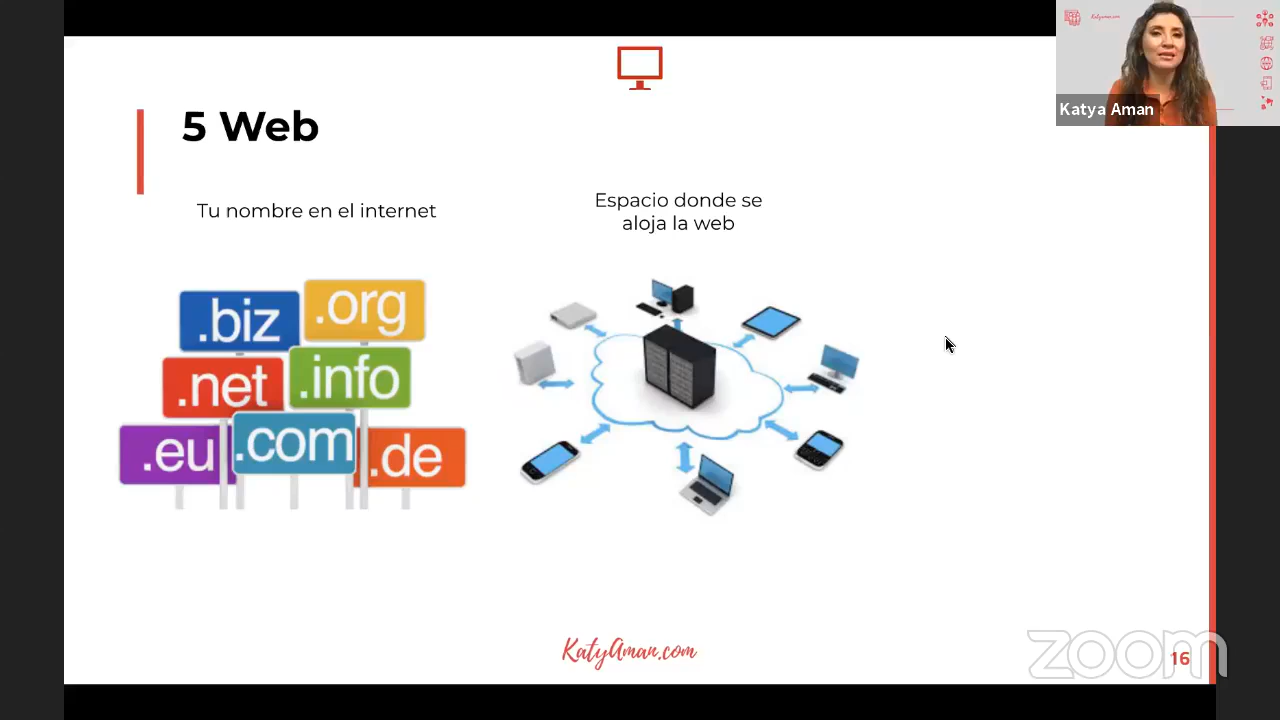 Katya Aman
5 Web
Tu nombre en el internet
Espacio donde se
aloja la web
.biz
.org
.net
.info
.eu
.com
.de
KatyAman.com
zoom
16